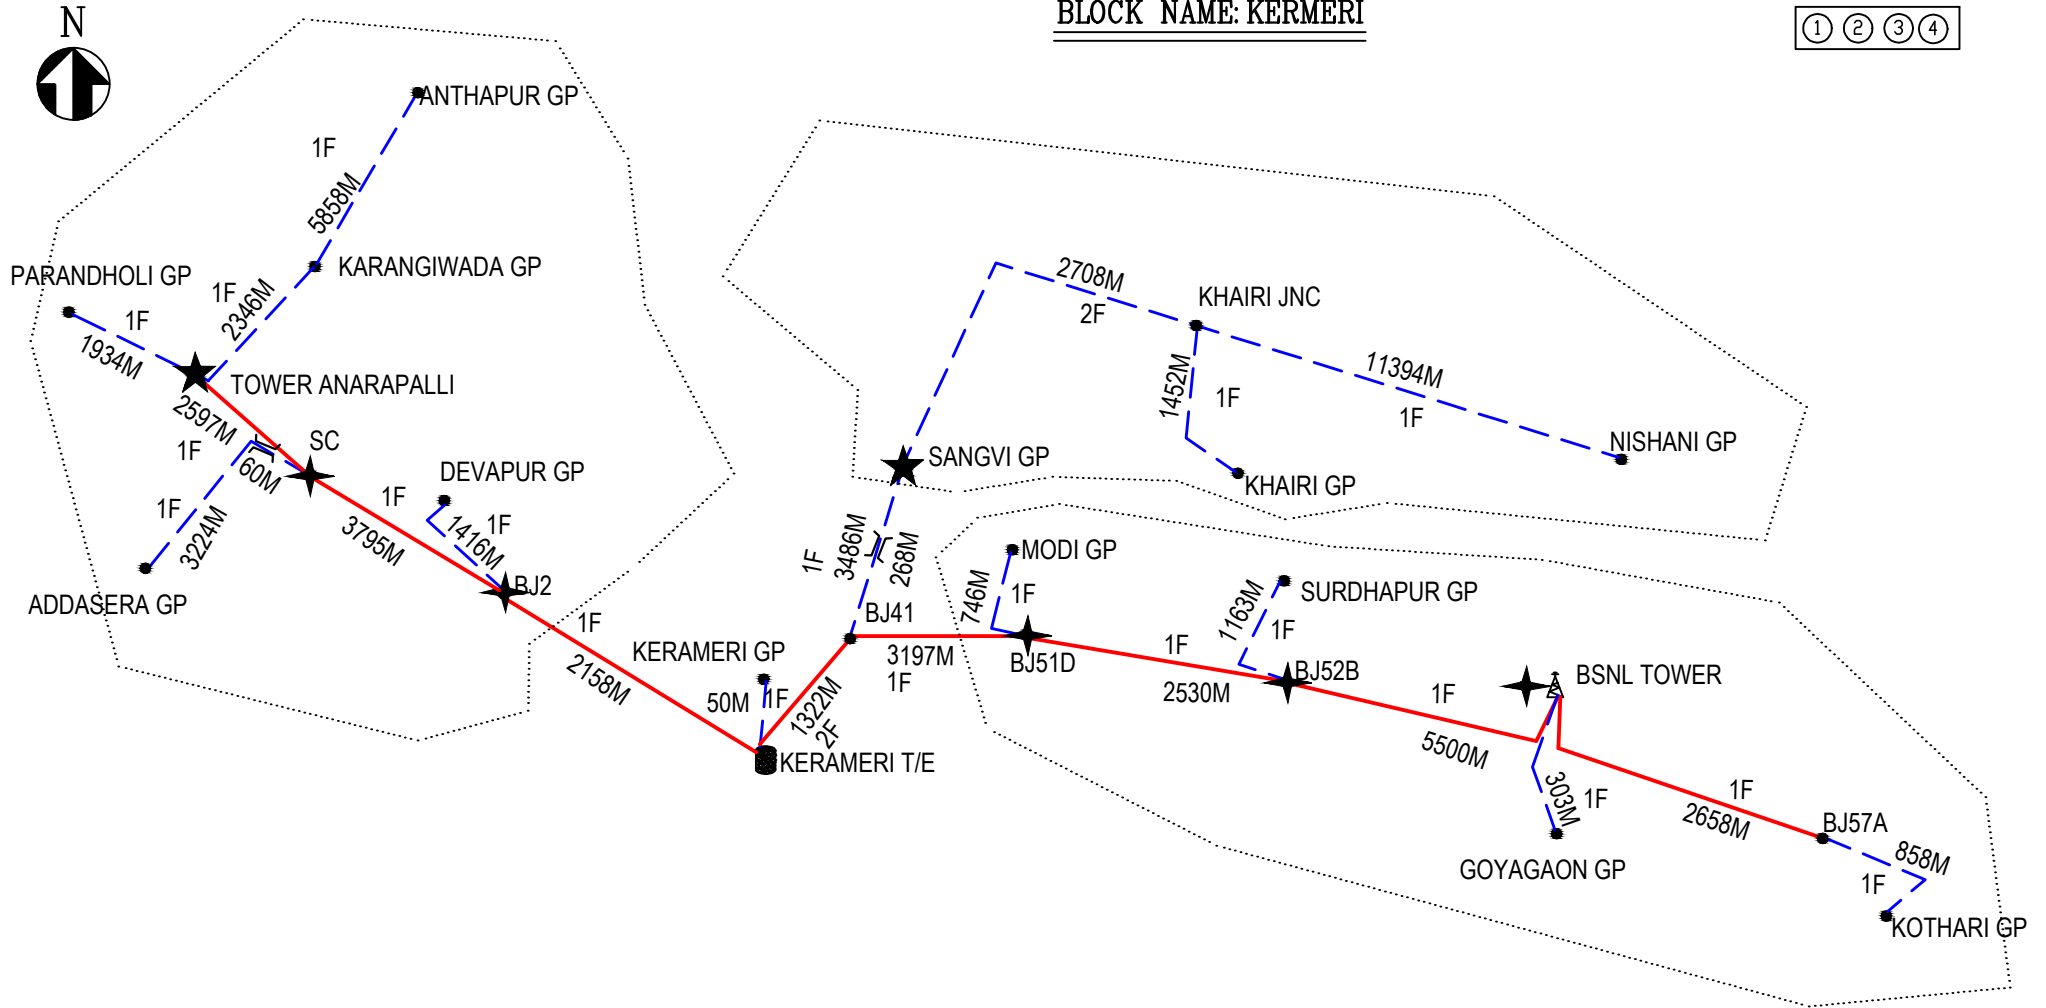 BLOCK NAME: KERMERI
N
1 2 3 4
ANTHAPUR GP
1F
5858M
KARANGIWADA GP
PARANDHOLI GP
1F
2346M
1F
1934M
TOWER ANARAPALLI
2597M
1F
SC
60M
DEVAPUR GP
1F
1F
3224M
3795M
1F
1416M
ADDASERA GP
BJ2
1F
2158M
KERAMERI GP
50M
1F
1322M
2F
KERAMERI T/E
2708M
2F
KHAIRI JNC
11394M
1F
1452M
1F
NISHANI GP
SANGVI GP
KHAIRI GP
1F
3486M
268M
BJ41
3197M
1F
MODI GP
746M
1F
BJ51D
SURDHAPUR GP
1163M
1F
1F
2530M
BJ52B
1F
5500M
BSNL TOWER
303M
1F
GOYAGAON GP
1F
2658M
BJ57A
858M
1F
KOTHARI GP